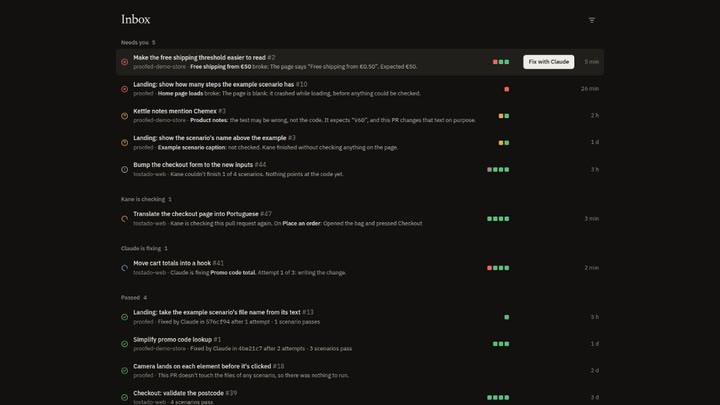 Inbox
Needs you 5
Make the free shipping threshold easier to read #2
proofed-demo-store · Free shipping from €50 broke: The page says "Free shipping from €0.50". Expected €50.
Fix with Claude
5 min
Landing: show how many steps the example scenario has #10
proofed · Home page loads broke: The page is blank: it crashed while loading, before anything could be checked.
26 min
Kettle notes mention Chemex #3
proofed-demo-store · Product notes: the test may be wrong, not the code. It expects "V60", and this PR changes that text on purpose.
2 h
Landing: show the scenario's name above the example #3
proofed · Example scenario caption: not checked. Kane finished without checking anything on the page.
1 d
Bump the checkout form to the new inputs #44
tostado-web · Kane couldn't finish 1 of 4 scenarios. Nothing points at the code yet.
3 h
Kane is checking 1
Translate the checkout page into Portuguese #47
tostado-web · Kane is checking this pull request again. On Place an order: Opened the bag and pressed Checkout
3 min
Claude is fixing 1
Move cart totals into a hook #41
tostado-web · Claude is fixing Promo code total. Attempt 1 of 3: writing the change.
2 min
Passed 4
Landing: take the example scenario's file name from its text #13
proofed · Fixed by Claude in 576cf94 after 1 attempt · 1 scenario passes
5 h
Simplify promo code lookup #1
proofed-demo-store · Fixed by Claude in 4be21c7 after 2 attempts · 3 scenarios pass
1 d
Camera lands on each element before it's clicked #18
proofed · This PR doesn't touch the files of any scenario, so there was nothing to run.
2 d
Checkout: validate the postcode #39
tostado-web · 4 scenarios pass
3 d